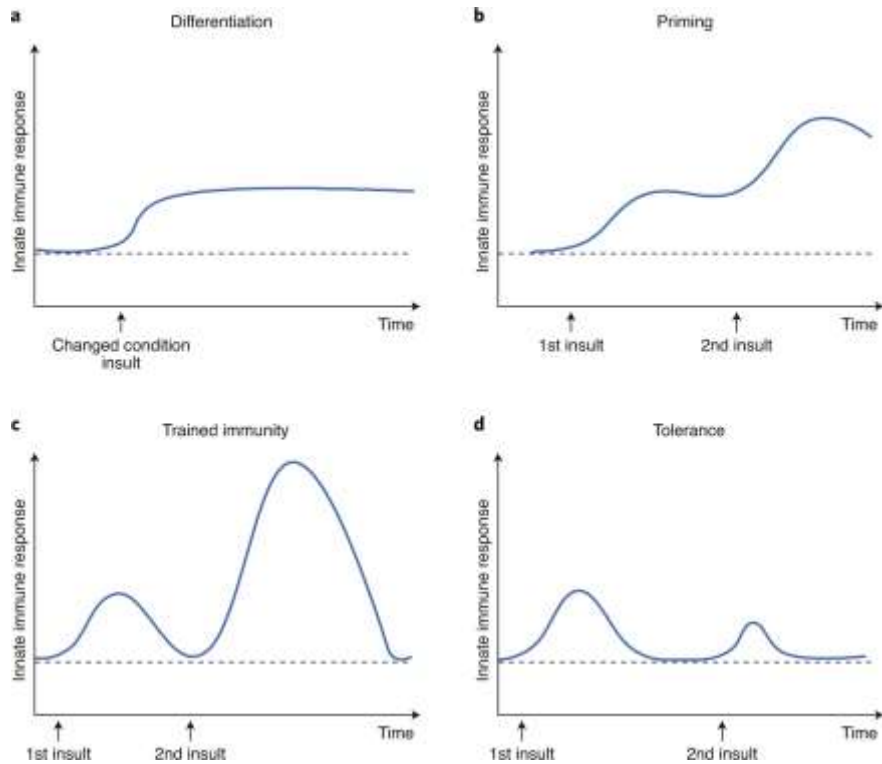 a
Differentiation
Innate immune response
Time
Changed condition
insult
b
Priming
Innate immune response
1st insult
2nd insult
Time
c
Trained immunity
Innate immune response
1st insult
2nd insult
Time
d
Tolerance
Innate immune response
1st insult
2nd insult
Time